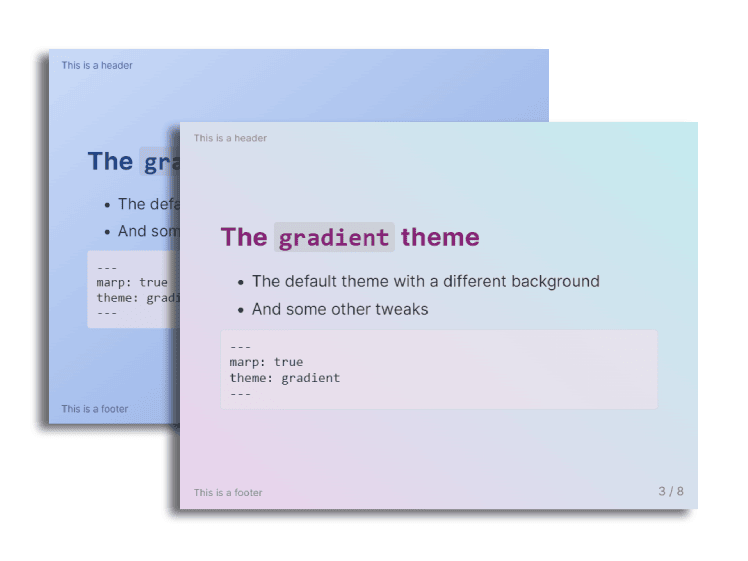 This is a header
The gra
• The defa
• And som
---
marp: true
theme: gradi
---
This is a footer
This is a header
The gradient theme
• The default theme with a different background
• And some other tweaks
---
marp: true
theme: gradient
---
This is a footer
3 / 8